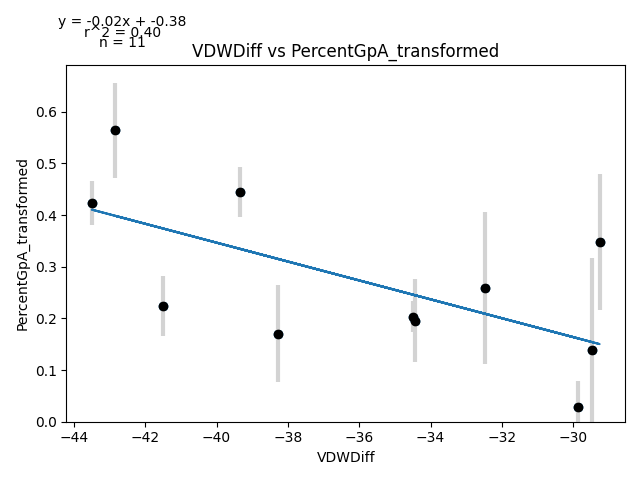 y = -0.02x + -0.38
r^2 = 0.40
n = 11
VDWDiff vs PercentGpA_transformed
PercentGpA_transformed
0.6
0.5
0.4
0.3
0.2
0.1
0.0
−44 −42 −40 −38 −36 −34 −32 −30
VDWDiff